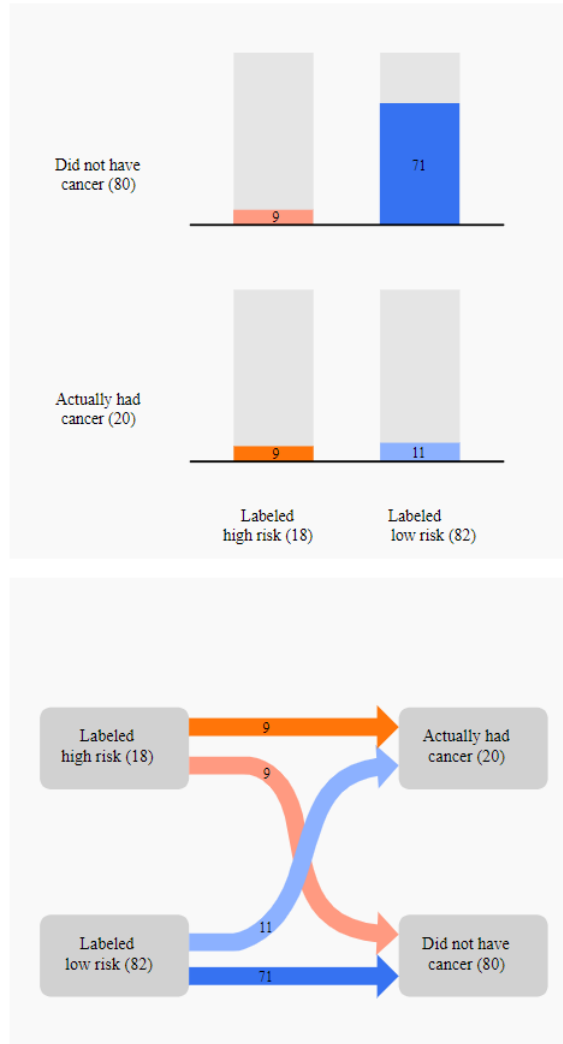 71
Did not have
cancer (80)
9
Actually had
cancer (20)
9
11
Labeled
high risk (18)
Labeled
low risk (82)
Labeled
high risk (18)
9
Actually had
cancer (20)
9
11
Labeled
low risk (82)
71
Did not have
cancer (80)